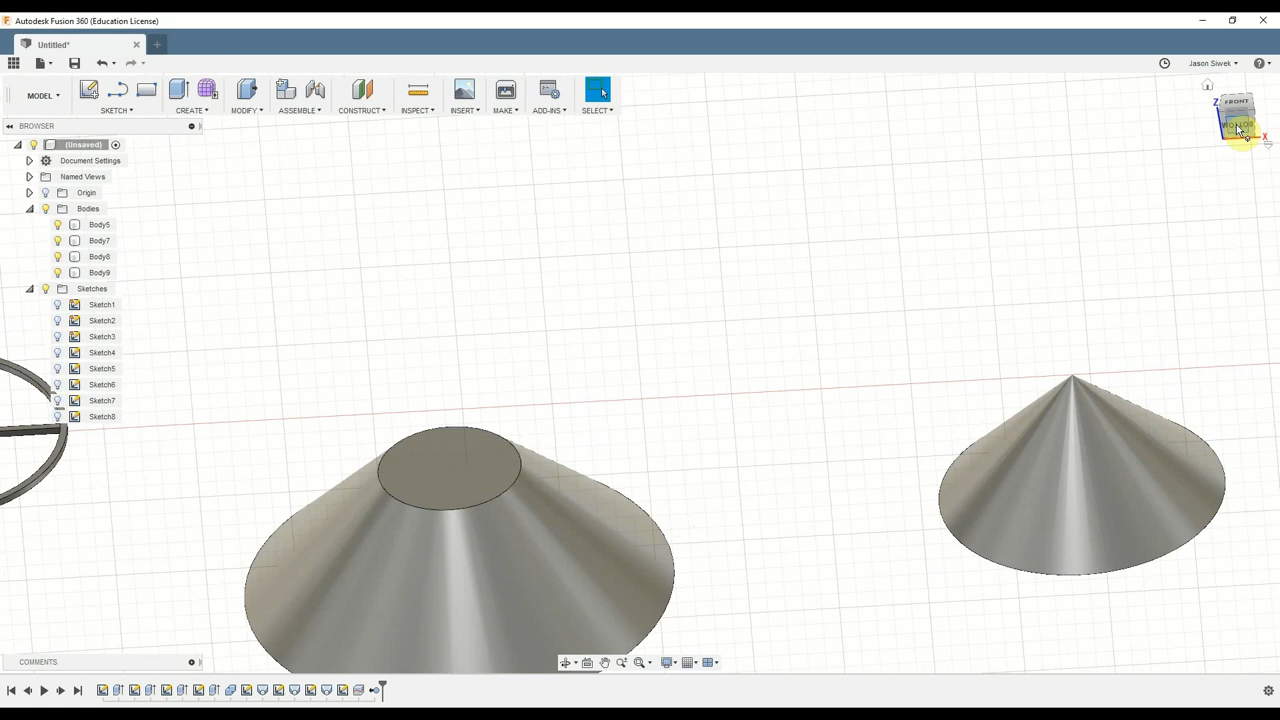 Autodesk Fusion 360 (Education License)
Untitled*
Jason Siwek
MODEL
SKETCH
CREATE
MODIFY
ASSEMBLE
CONSTRUCT
INSPECT
INSERT
MAKE
ADD-INS
SELECT
FRONT
BOTTOM
Z
X
BROWSER
(Unsaved)
Document Settings
Named Views
Origin
Bodies
Body5
Body7
Body8
Body9
Sketches
Sketch1
Sketch2
Sketch3
Sketch4
Sketch5
Sketch6
Sketch7
Sketch8
COMMENTS